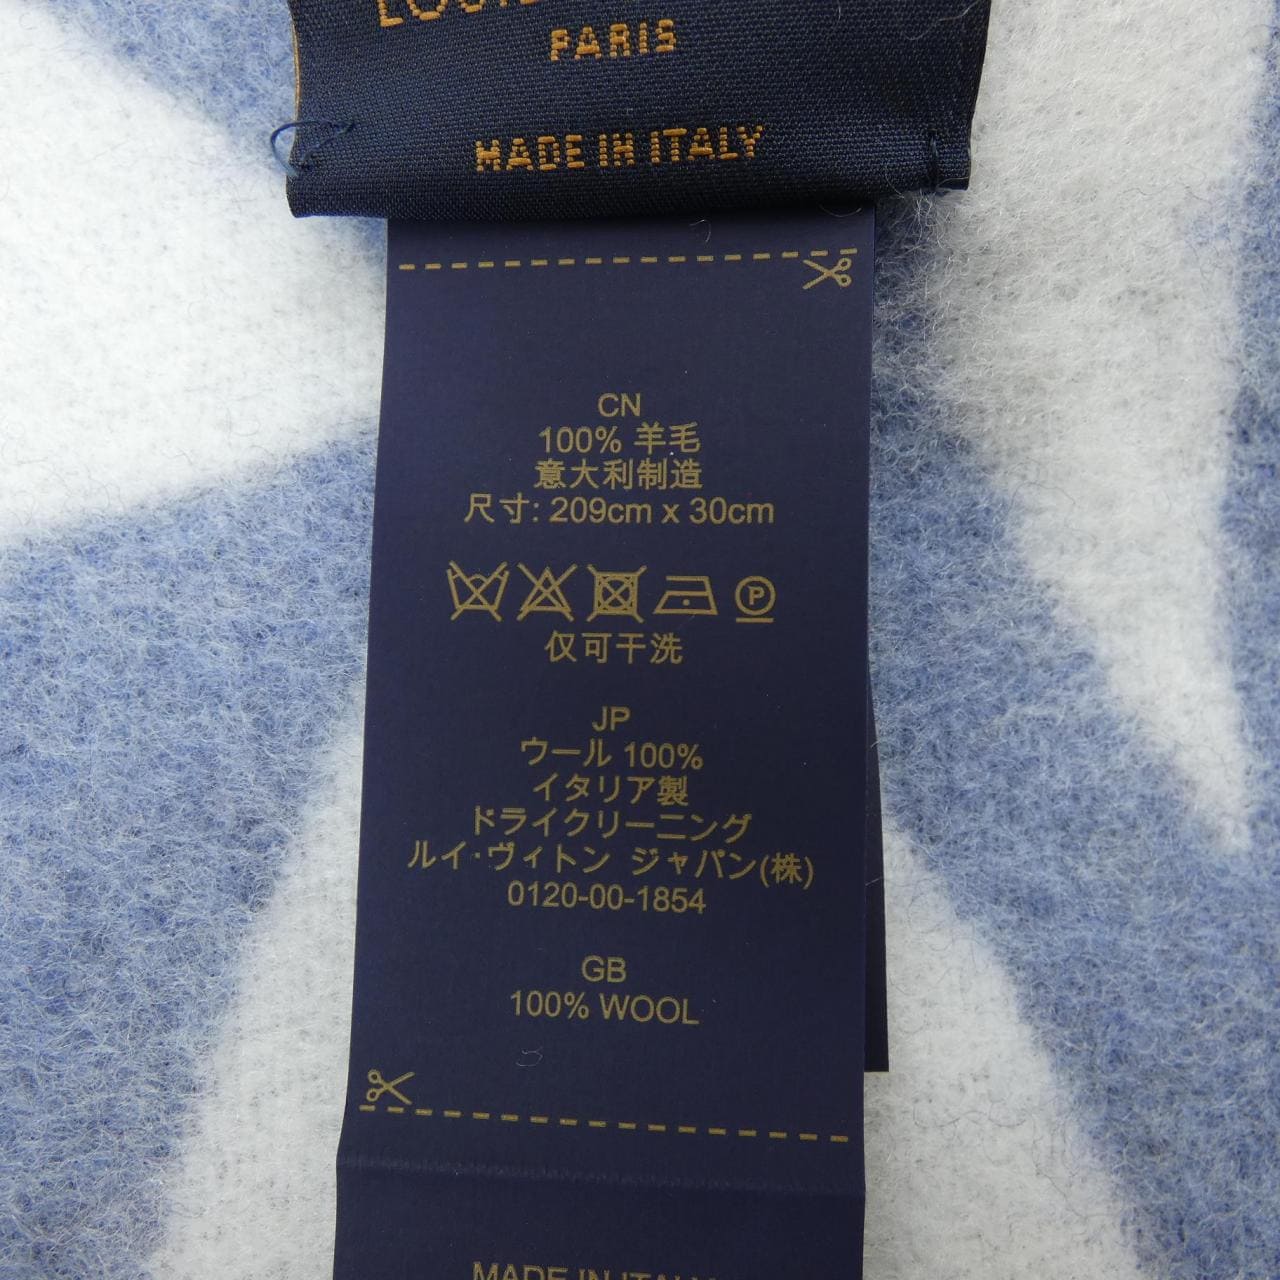 PARIS
MADE IN ITALY
CN
100% 羊毛
意大利制造
尺寸: 209cm x 30cm
P
仅可干洗
JP
ウール 100%
イタリア製
ドライクリーニング
ルイ･ヴィトン ジャパン(株)
0120-00-1854
GB
100% WOOL
MADE IN ITALY